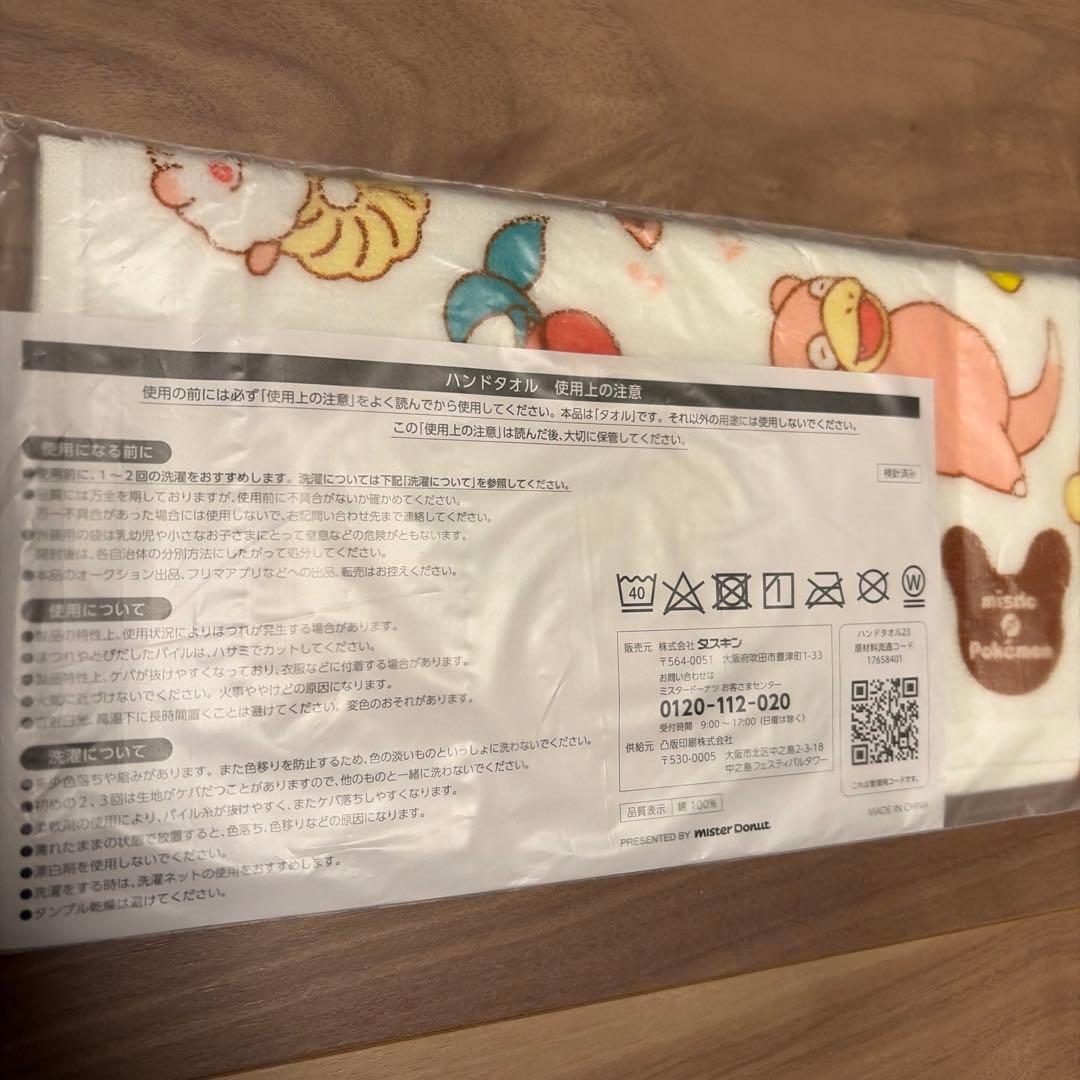 ハンドタオル 使用上の注意
使用の前には必ず「使用上の注意」をよく読んでから使用してください。本品は「タオル」です。それ以外の用途には使用しないでください。
この「使用上の注意」は読んだ後、大切に保管してください。
使用になる前に
●使用前に、1～2回の洗濯をおすすめします。洗濯については下記「洗濯について」を参照してください。
●品質には万全を期しておりますが、使用前に不具合がないか確かめてください。
万一不具合があった場合には使用しないで、右記問い合わせ先まで連絡してください。
●外装用の袋は乳幼児や小さなお子さまにとって窒息などの危険がともないます。
開封後は、各自治体の分別方法にしたがって処分してください。
●本品のオークション出品、フリマアプリなどへの出品、転売はお控えください。
使用について
●製品の特性上、使用状況によりほつれが発生する場合があります。
●ほつれやとびだしたパイルは、ハサミでカットしてください。
●製品特性上、ケバが抜けやすくなっており、衣服などに付着する場合があります。
●火気に近づけないでください。火事ややけどの原因になります。
●直射日光、高温下に長時間置くことは避けてください。変色のおそれがあります。
洗濯について
●多少色落ちや縮みがあります。また色移りを防止するため、色の淡いものといっしょに洗わないでください。
●初めの2、3回は生地がケバだつことがありますので、他のものと一緒に洗わないでください。
●柔軟剤の使用により、パイル糸が抜けやすく、またケバ落ちしやすくなります。
●濡れたままの状態で放置すると、色落ち、色移りなどの原因になります。
●漂白剤を使用しないでください。
●洗濯をする時は、洗濯ネットの使用をおすすめします。
●タンブル乾燥は避けてください。
検針済み
40
W
販売元 株式会社 ダスキン
〒564-0051 大阪府吹田市豊津町1-33
お問い合わせは
ミスタードーナツ お客さまセンター
0120-112-020
受付時間 9:00～17:00(日曜は除く)
供給元 凸版印刷株式会社
〒530-0005 大阪市北区中之島2-3-18
中之島フェスティバルタワー
品質表示 綿 100%
PRESENTED BY mister Donut
ハンドタオル23
原材料流通コード
17658401
これは管理用コードです。
MADE IN CHINA
misdo
Pokémon